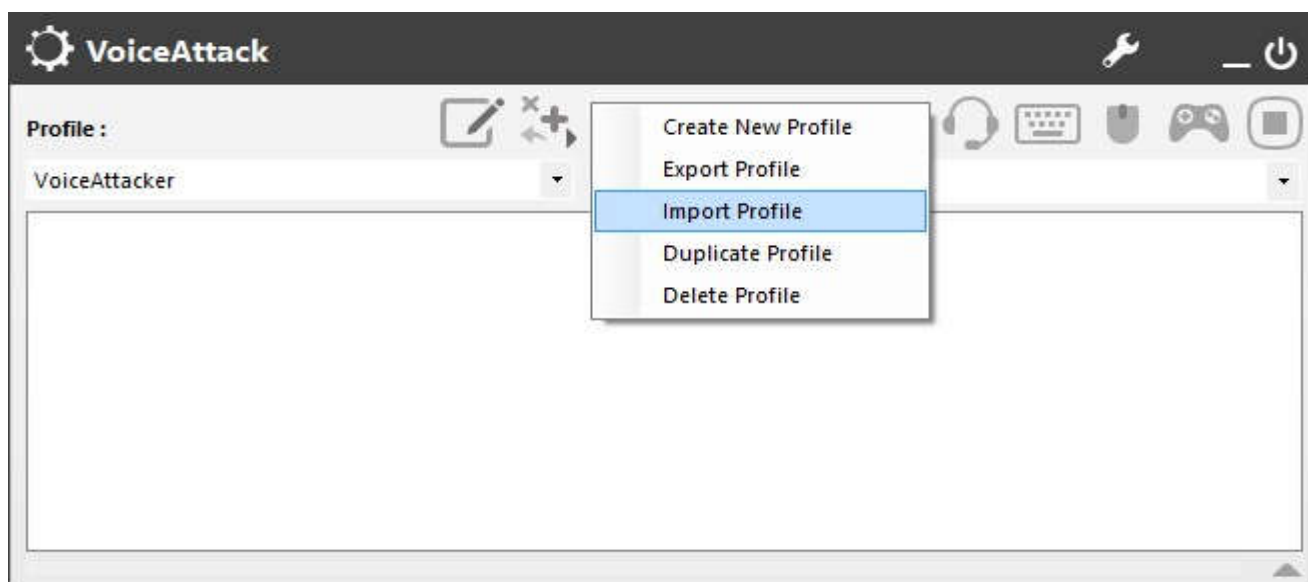 VoiceAttack
Profile :
VoiceAttacker
Create New Profile
Export Profile
Import Profile
Duplicate Profile
Delete Profile